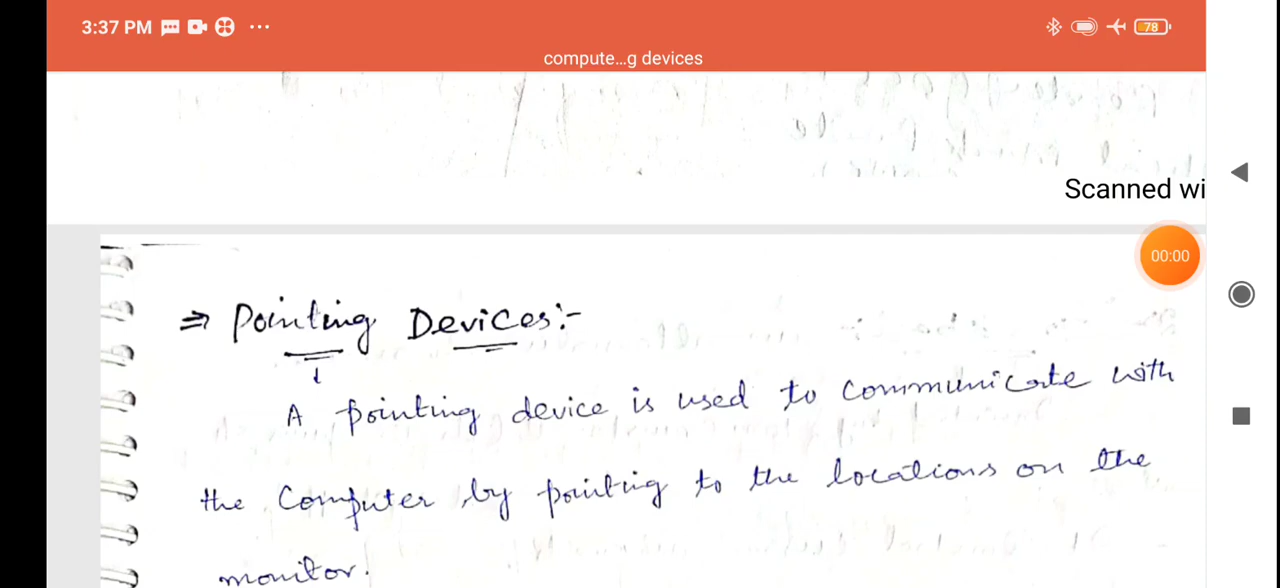 3:37 PM ...
78
compute...g devices
Scanned wi
00:00
⇒ Pointing Devices:-
A pointing device is used to communicate with
the Computer by pointing to the locations on the
monitor.